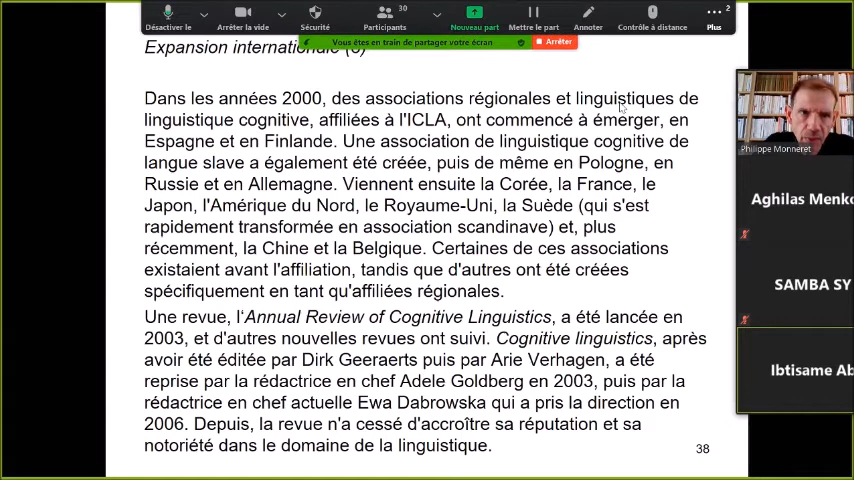 30
2
Désactiver le
Arrêter la vidéo
Sécurité
Participants
Nouveau part
Mettre le part
Annoter
Contrôle à distance
Plus
Vous êtes en train de partager votre écran
Arrêter
Expansion internationale
Dans les années 2000, des associations régionales et linguistiques de
linguistique cognitive, affiliées à l'ICLA, ont commencé à émerger, en
Espagne et en Finlande. Une association de linguistique cognitive de
langue slave a également été créée, puis de même en Pologne, en
Russie et en Allemagne. Viennent ensuite la Corée, la France, le
Japon, l'Amérique du Nord, le Royaume-Uni, la Suède (qui s'est
rapidement transformée en association scandinave) et, plus
récemment, la Chine et la Belgique. Certaines de ces associations
existaient avant l'affiliation, tandis que d'autres ont été créées
spécifiquement en tant qu'affiliées régionales.
Une revue, l'Annual Review of Cognitive Linguistics, a été lancée en
2003, et d'autres nouvelles revues ont suivi. Cognitive linguistics, après
avoir été éditée par Dirk Geeraerts puis par Arie Verhagen, a été
reprise par la rédactrice en chef Adele Goldberg en 2003, puis par la
rédactrice en chef actuelle Ewa Dabrowska qui a pris la direction en
2006. Depuis, la revue n'a cessé d'accroître sa réputation et sa
notoriété dans le domaine de la linguistique.
38
Philippe Monneret
Aghilas Menko
SAMBA SY
Ibtisame Ab